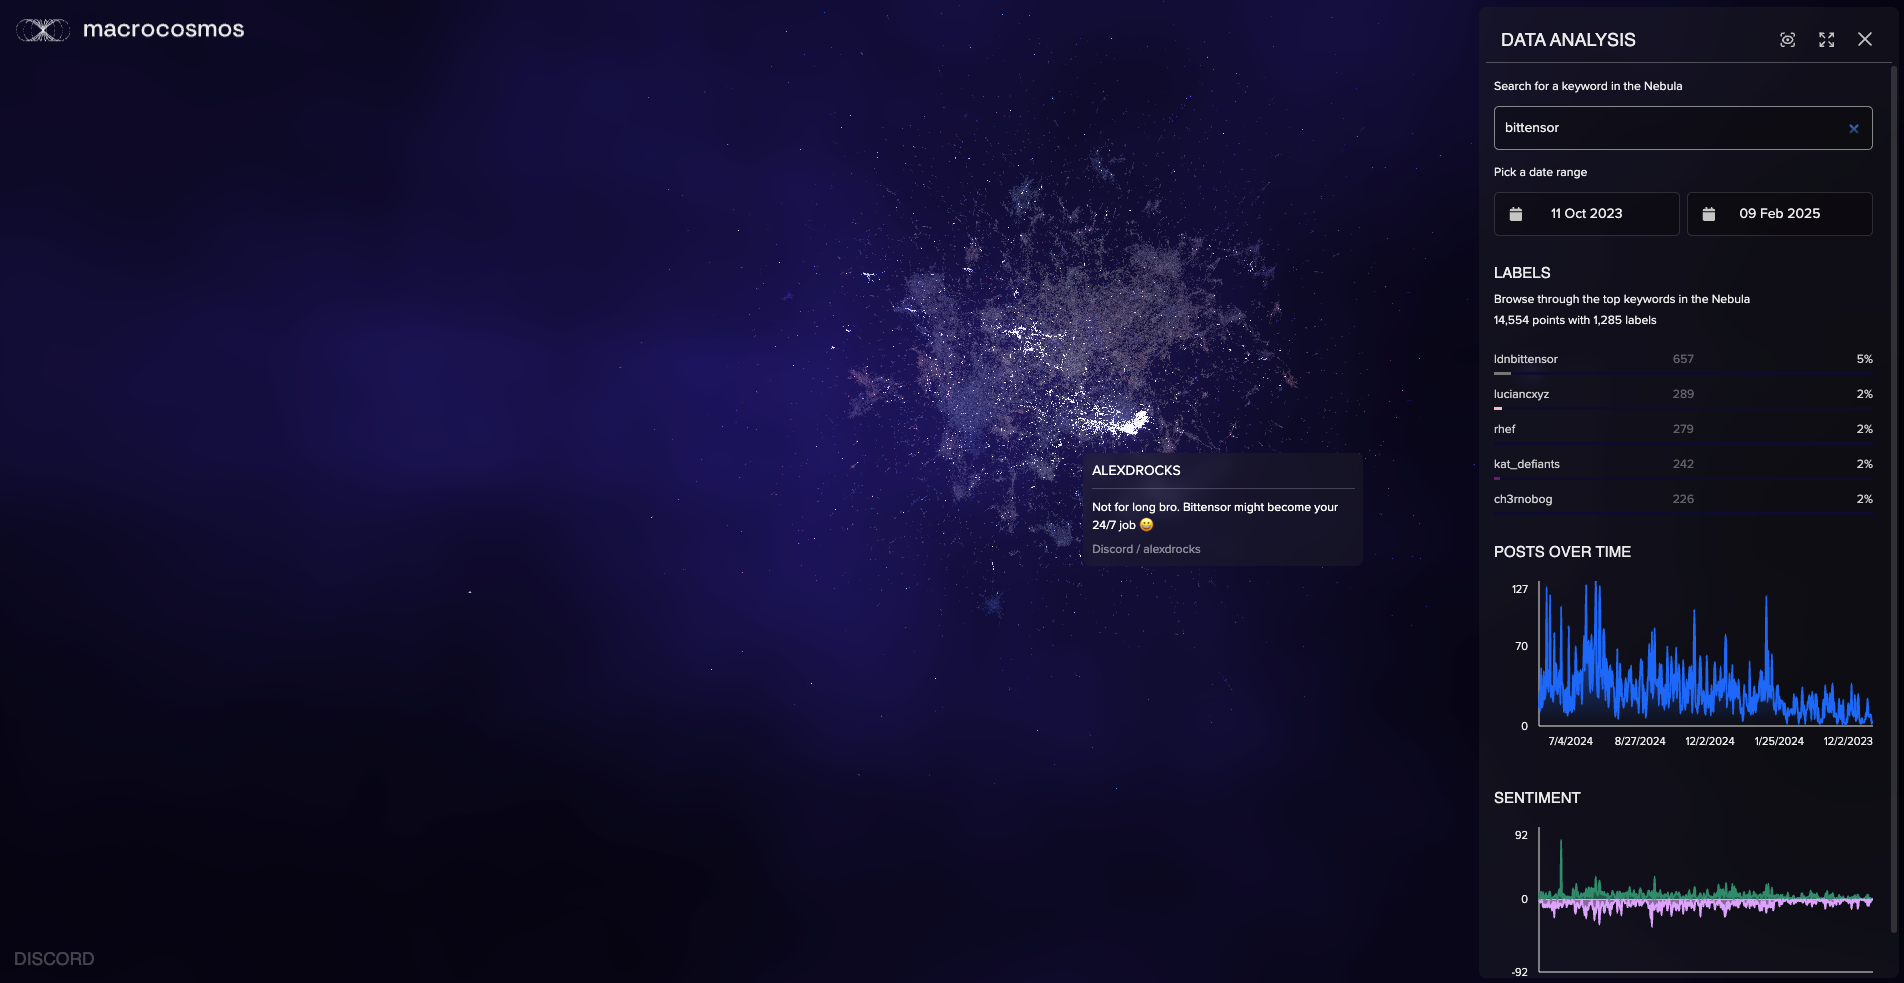 macrocosmos
DATA ANALYSIS
Search for a keyword in the Nebula
bittensor
Pick a date range
11 Oct 2023
09 Feb 2025
LABELS
Browse through the top keywords in the Nebula
14,554 points with 1,285 labels
ldnbittensor 657 5%
luciancxyz 289 2%
rhef 279 2%
kat_defiants 242 2%
ch3rnobog 226 2%
ALEXDROCKS
Not for long bro. Bittensor might become your
24/7 job 😀
Discord / alexdrocks
POSTS OVER TIME
127
70
0
7/4/2024 8/27/2024 12/2/2024 1/25/2024 12/2/2023
SENTIMENT
92
0
-92
DISCORD